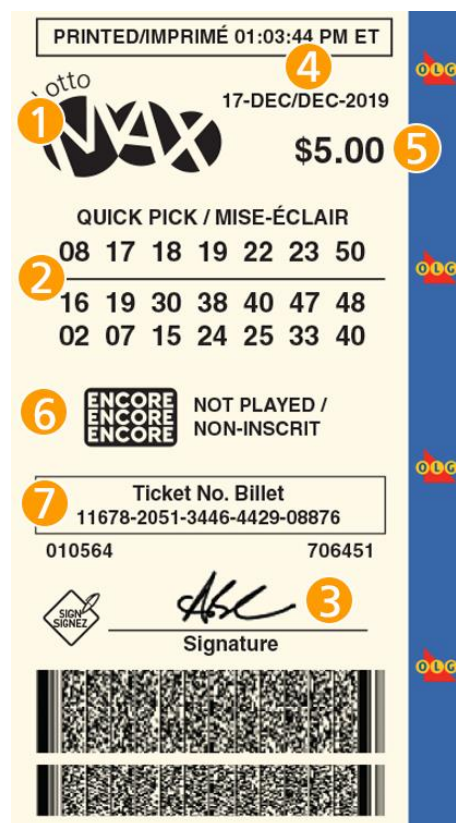 PRINTED/IMPRIMÉ 01:03:44 PM ET
4
Lotto
1
MAX
17-DEC/DEC-2019
$5.00 5
QUICK PICK / MISE-ÉCLAIR
08 17 18 19 22 23 50
2
16 19 30 38 40 47 48
02 07 15 24 25 33 40
6
ENCORE
ENCORE
ENCORE
NOT PLAYED /
NON-INSCRIT
7
Ticket No. Billet
11678-2051-3446-4429-08876
010564 706451
SIGN
SIGNEZ
3
Signature
OLG
OLG
OLG
OLG